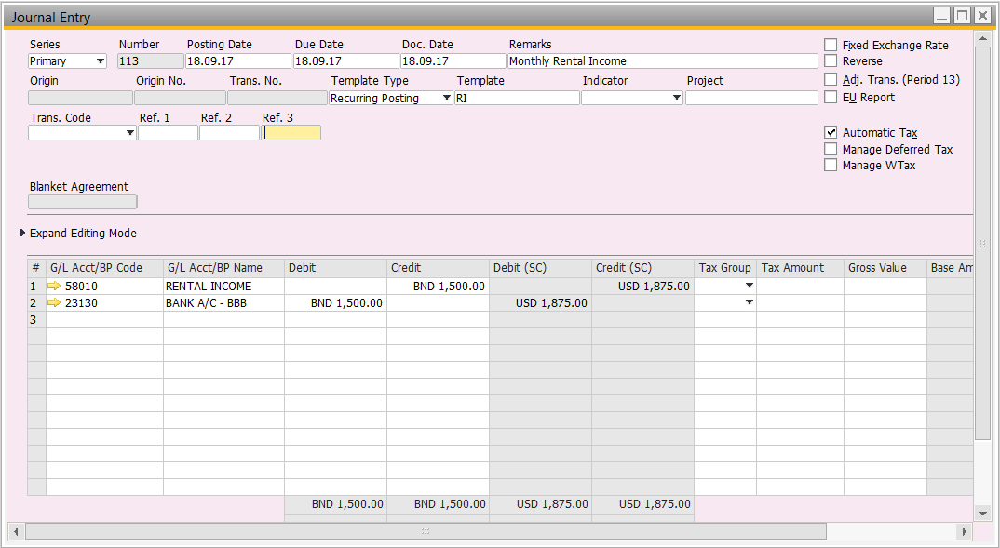 Journal Entry
Series Number Posting Date Due Date Doc. Date Remarks
Primary 113 18.09.17 18.09.17 18.09.17 Monthly Rental Income
Fixed Exchange Rate
Reverse
Origin Origin No. Trans. No. Template Type Template Indicator Project
Recurring Posting RI
Adj. Trans. (Period 13)
EU Report
Trans. Code Ref. 1 Ref. 2 Ref. 3
Automatic Tax
Manage Deferred Tax
Manage WTax
Blanket Agreement
Expand Editing Mode
# G/L Acct/BP Code G/L Acct/BP Name Debit Credit Debit (SC) Credit (SC) Tax Group Tax Amount Gross Value Base Am
1 58010 RENTAL INCOME BND 1,500.00 USD 1,875.00
2 23130 BANK A/C - BBB BND 1,500.00 USD 1,875.00
3
BND 1,500.00 BND 1,500.00 USD 1,875.00 USD 1,875.00